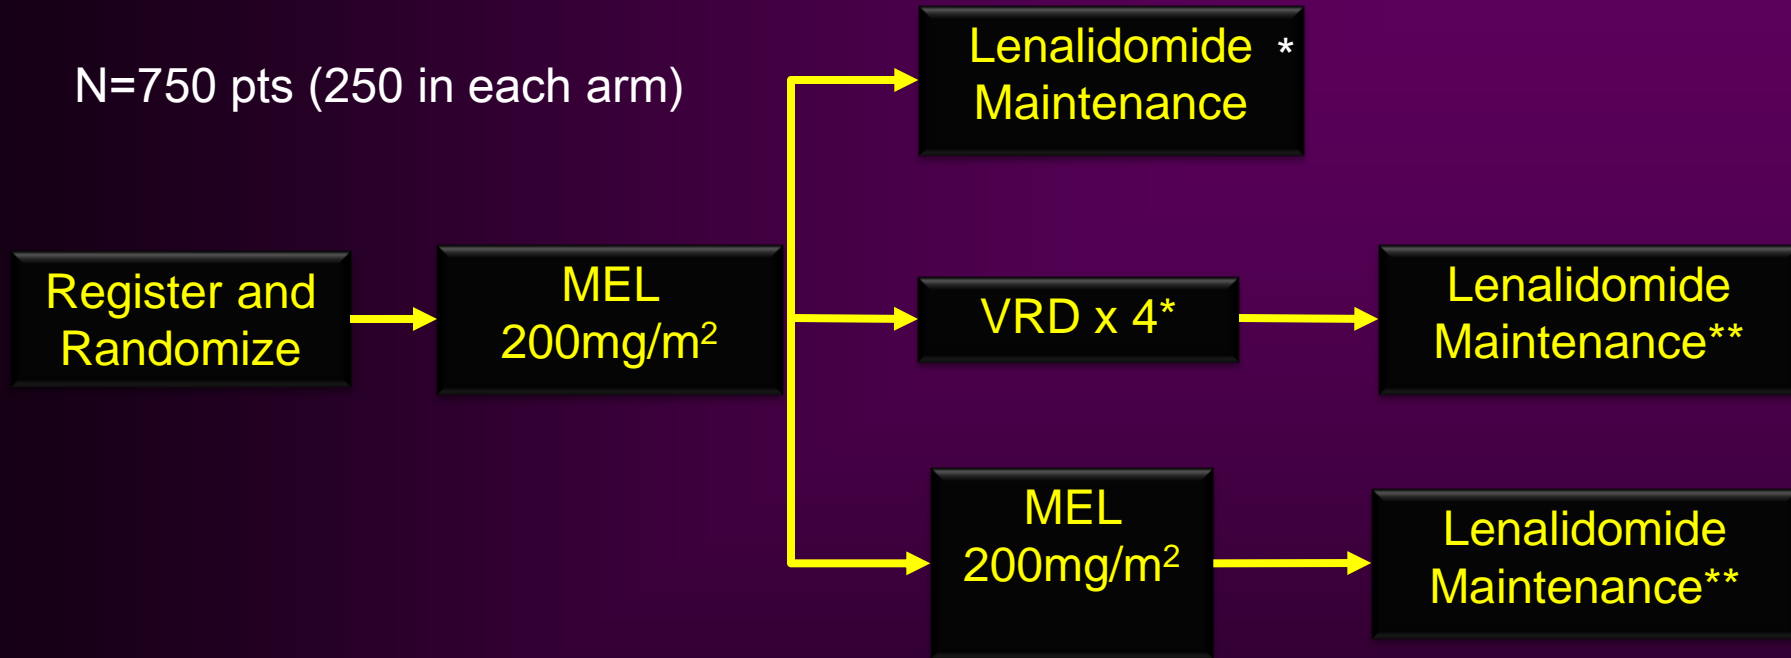 N=750 pts (250 in each arm)
Lenalidomide *
Maintenance
Register and
Randomize
MEL
200mg/m²
VRD x 4*
Lenalidomide
Maintenance**
MEL
200mg/m²
Lenalidomide
Maintenance**